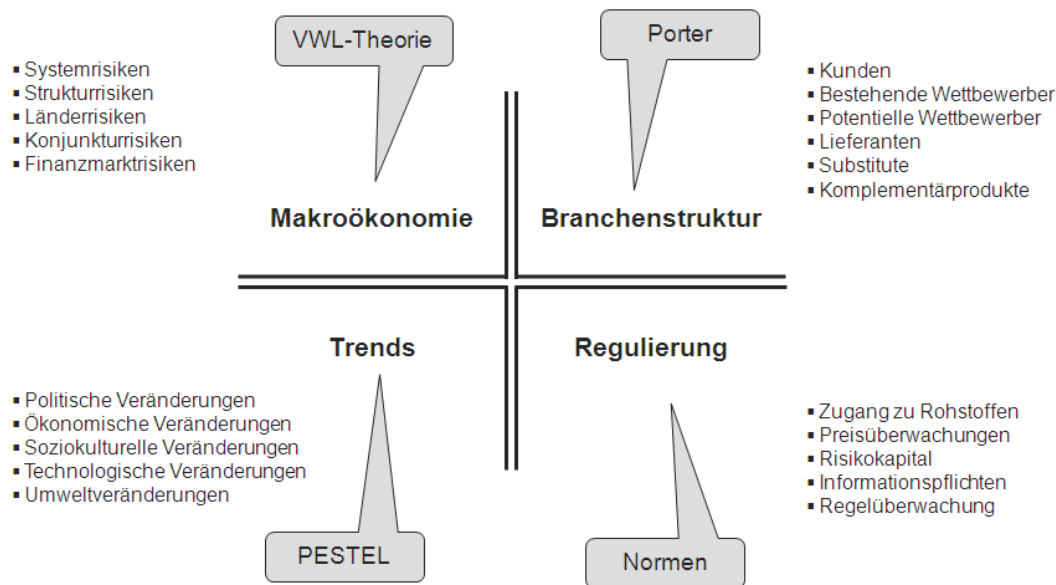 VWL-Theorie
Porter
▪ Systemrisiken
▪ Strukturrisiken
▪ Länderrisiken
▪ Konjunkturrisiken
▪ Finanzmarktrisiken
▪ Kunden
▪ Bestehende Wettbewerber
▪ Potentielle Wettbewerber
▪ Lieferanten
▪ Substitute
▪ Komplementärprodukte
Makroökonomie
Branchenstruktur
Trends
Regulierung
▪ Politische Veränderungen
▪ Ökonomische Veränderungen
▪ Soziokulturelle Veränderungen
▪ Technologische Veränderungen
▪ Umweltveränderungen
▪ Zugang zu Rohstoffen
▪ Preisüberwachungen
▪ Risikokapital
▪ Informationspflichten
▪ Regelüberwachung
PESTEL
Normen